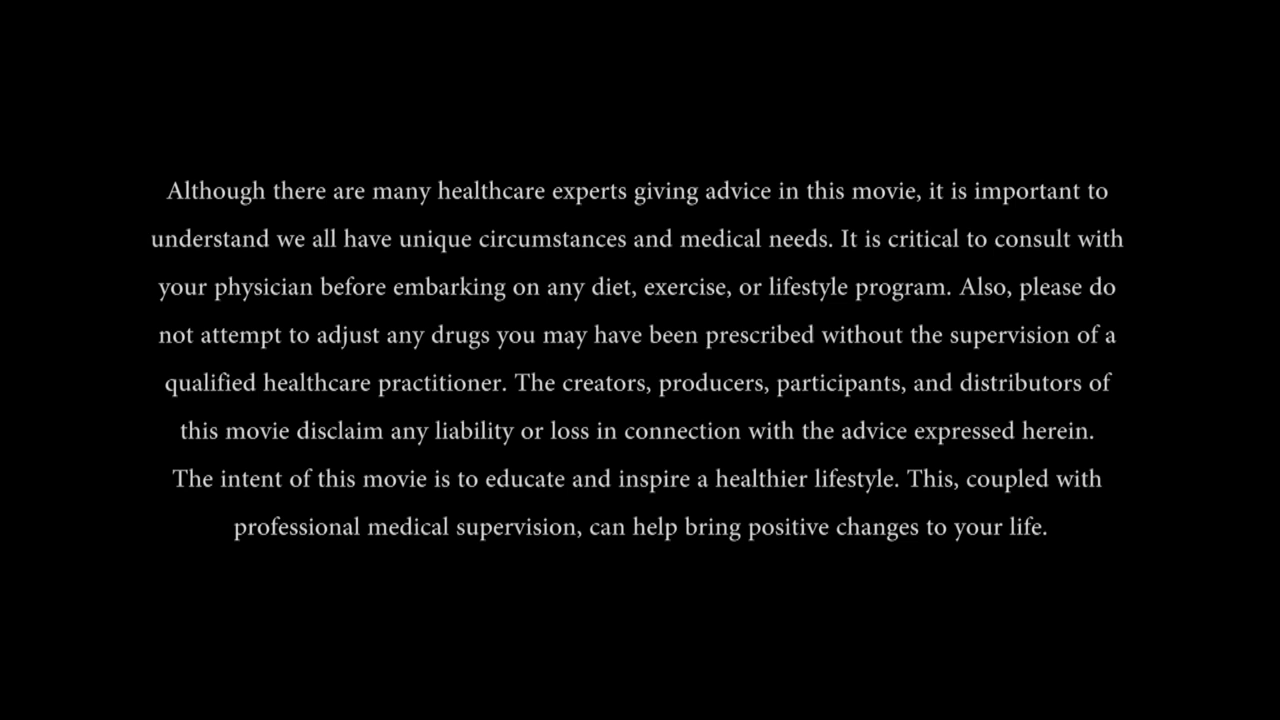 Although there are many healthcare experts giving advice in this movie, it is important to
understand we all have unique circumstances and medical needs. It is critical to consult with
your physician before embarking on any diet, exercise, or lifestyle program. Also, please do
not attempt to adjust any drugs you may have been prescribed without the supervision of a
qualified healthcare practitioner. The creators, producers, participants, and distributors of
this movie disclaim any liability or loss in connection with the advice expressed herein.
The intent of this movie is to educate and inspire a healthier lifestyle. This, coupled with
professional medical supervision, can help bring positive changes to your life.